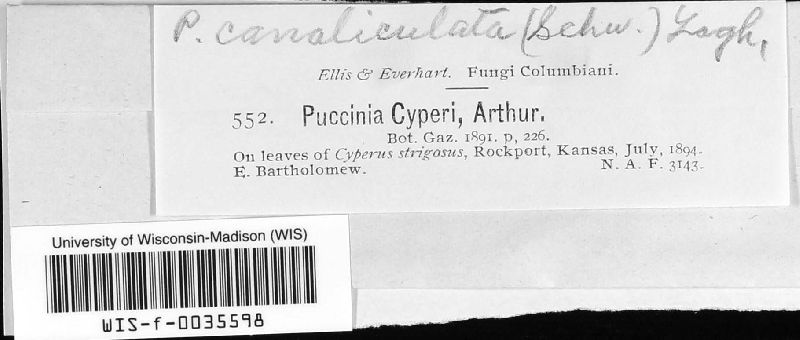 P. canaliculata (Schw.) Lagh,
Ellis & Everhart. Fungi Columbiani.
552. Puccinia Cyperi, Arthur.
Bot. Gaz. 1891. p, 226.
On leaves of Cyperus strigosus, Rockport, Kansas, July, 1894.
E. Bartholomew. N. A. F. 3143.
University of Wisconsin-Madison (WIS)
WIS-f-0035598